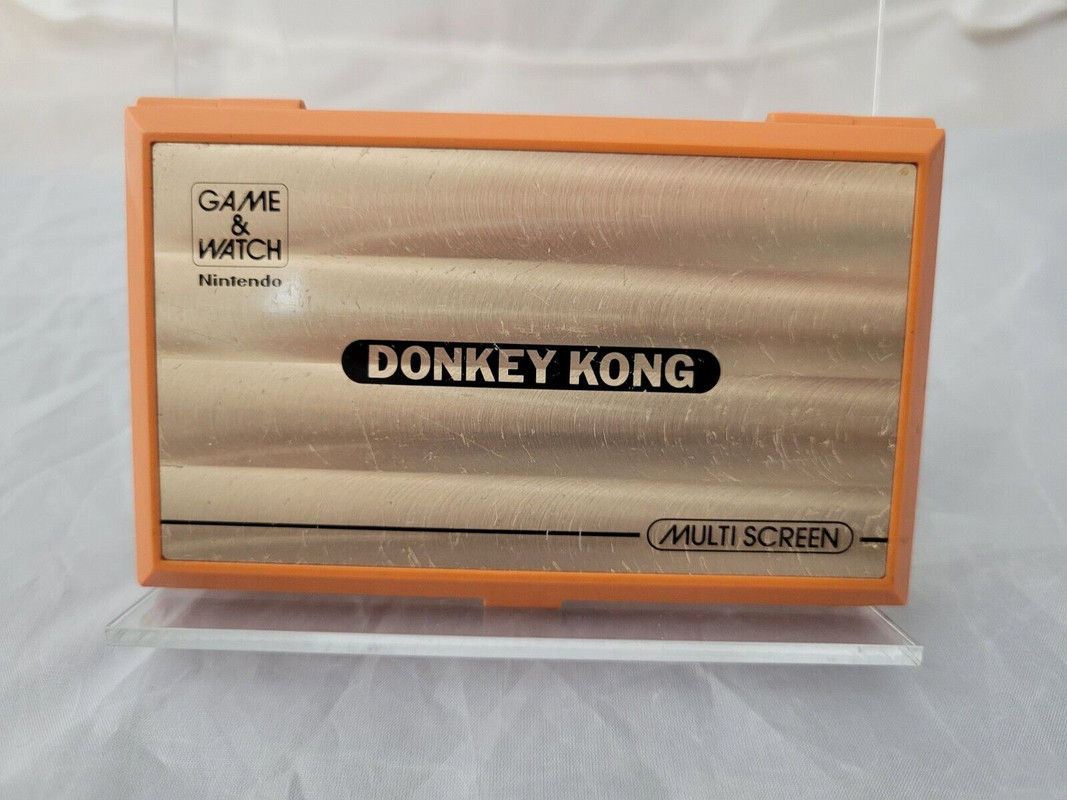 GAME
&
WATCH
Nintendo
DONKEY KONG
MULTI SCREEN